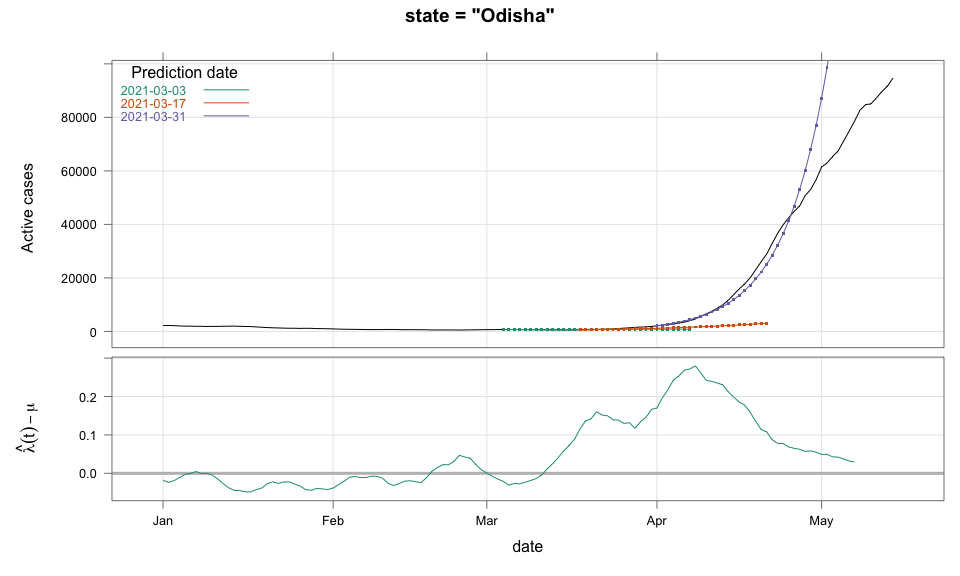 state = "Odisha"
Prediction date
2021-03-03
2021-03-17
2021-03-31
Active cases
80000
60000
40000
20000
0
λ̂(t) − μ
0.2
0.1
0.0
Jan Feb Mar Apr May
date